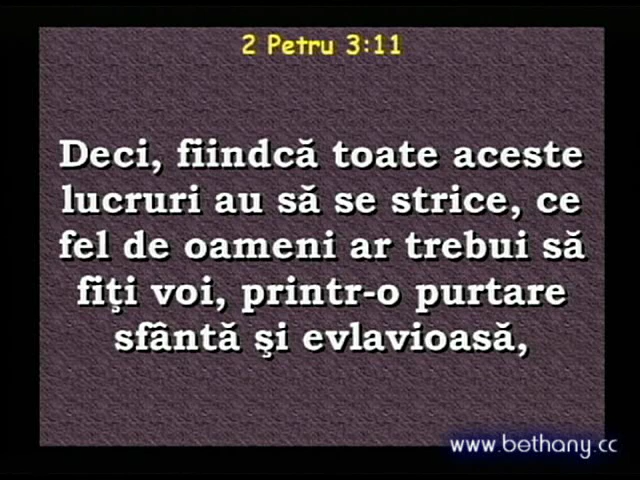 2 Petru 3:11
Deci, fiindcă toate aceste
lucruri au să se strice, ce
fel de oameni ar trebui să
fiţi voi, printr-o purtare
sfântă şi evlavioasă,
www.bethany.cc